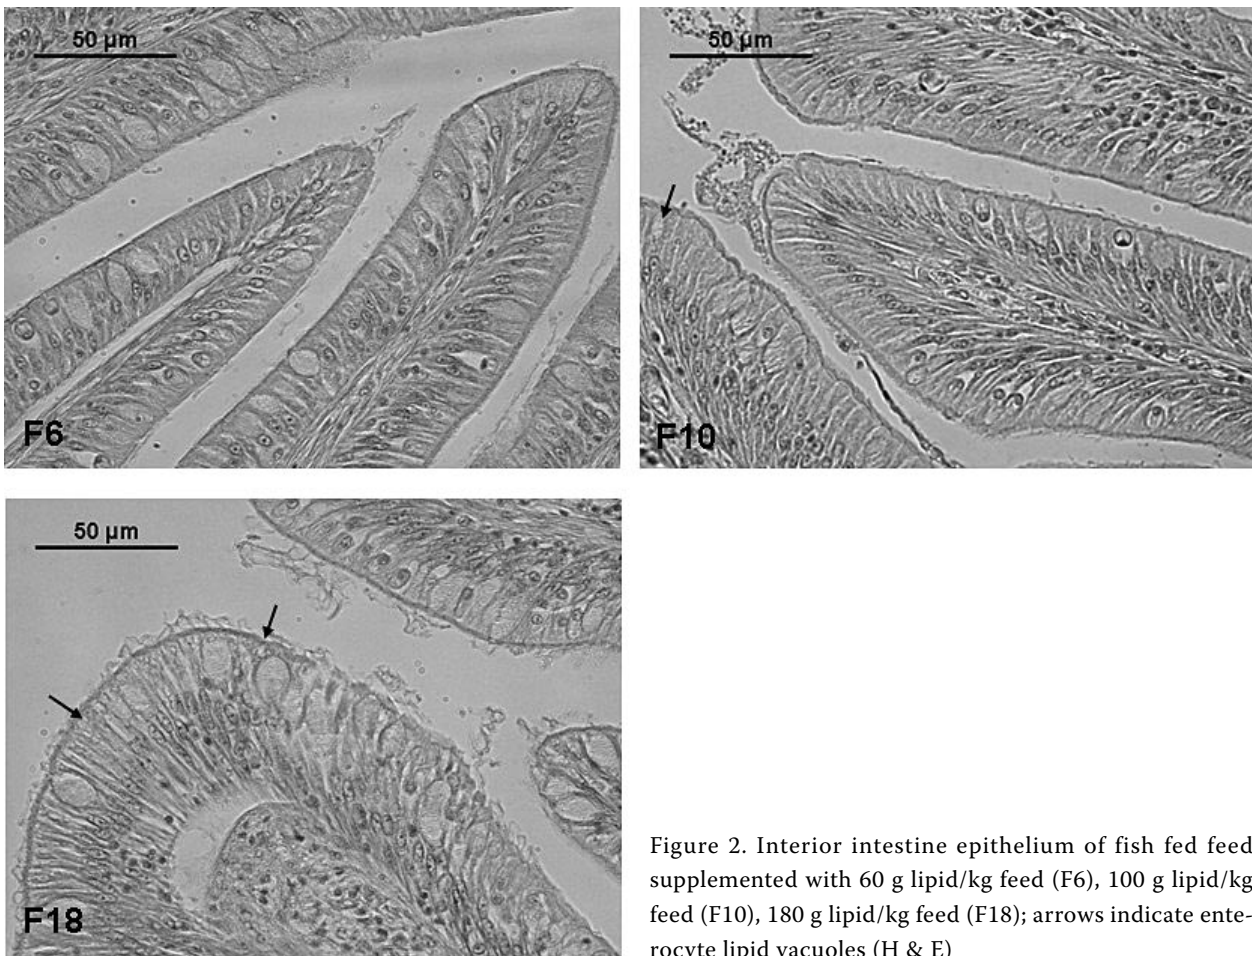 50 μm
50 μm
F6
F10
50 μm
F18
Figure 2. Interior intestine epithelium of fish fed feed
supplemented with 60 g lipid/kg feed (F6), 100 g lipid/kg
feed (F10), 180 g lipid/kg feed (F18); arrows indicate ente-
rocyte lipid vacuoles (H & E)